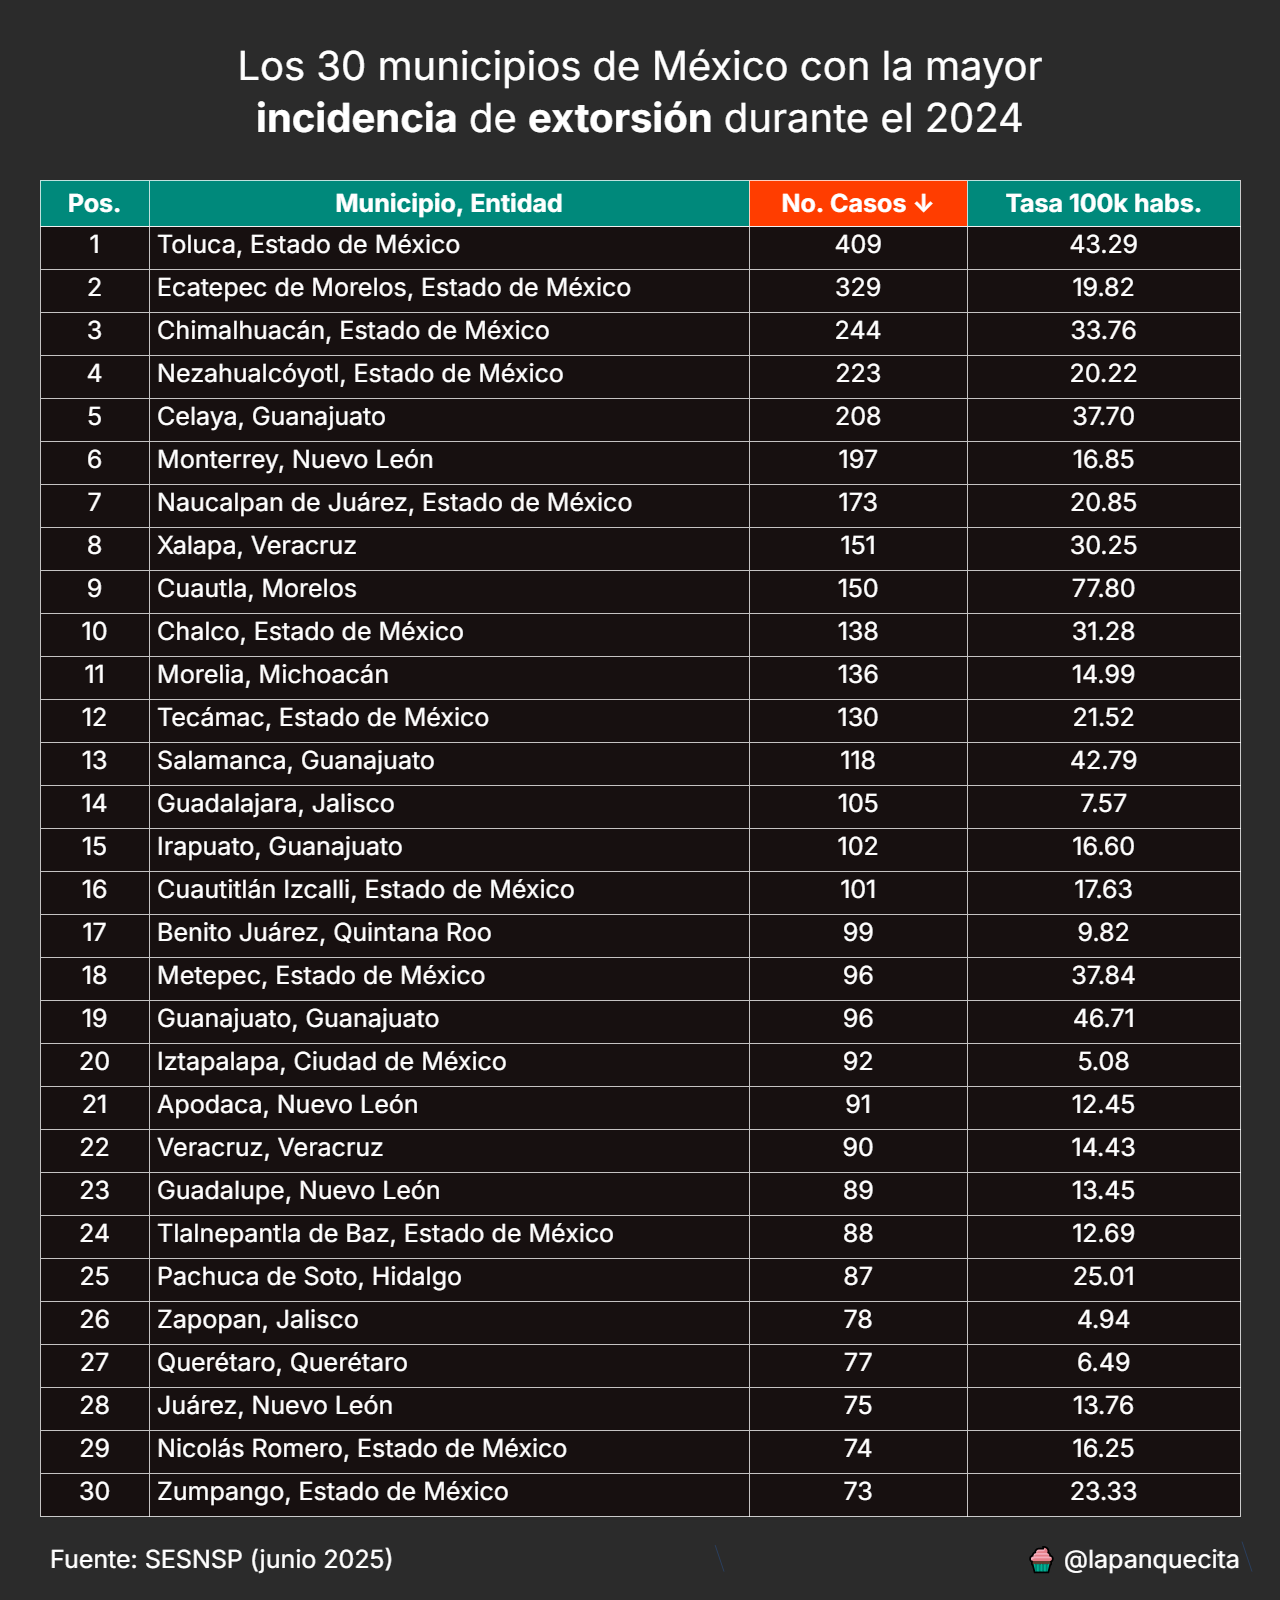 Los 30 municipios de México con la mayor
incidencia de extorsión durante el 2024
Pos. Municipio, Entidad No. Casos ↓ Tasa 100k habs.
1 Toluca, Estado de México 409 43.29
2 Ecatepec de Morelos, Estado de México 329 19.82
3 Chimalhuacán, Estado de México 244 33.76
4 Nezahualcóyotl, Estado de México 223 20.22
5 Celaya, Guanajuato 208 37.70
6 Monterrey, Nuevo León 197 16.85
7 Naucalpan de Juárez, Estado de México 173 20.85
8 Xalapa, Veracruz 151 30.25
9 Cuautla, Morelos 150 77.80
10 Chalco, Estado de México 138 31.28
11 Morelia, Michoacán 136 14.99
12 Tecámac, Estado de México 130 21.52
13 Salamanca, Guanajuato 118 42.79
14 Guadalajara, Jalisco 105 7.57
15 Irapuato, Guanajuato 102 16.60
16 Cuautitlán Izcalli, Estado de México 101 17.63
17 Benito Juárez, Quintana Roo 99 9.82
18 Metepec, Estado de México 96 37.84
19 Guanajuato, Guanajuato 96 46.71
20 Iztapalapa, Ciudad de México 92 5.08
21 Apodaca, Nuevo León 91 12.45
22 Veracruz, Veracruz 90 14.43
23 Guadalupe, Nuevo León 89 13.45
24 Tlalnepantla de Baz, Estado de México 88 12.69
25 Pachuca de Soto, Hidalgo 87 25.01
26 Zapopan, Jalisco 78 4.94
27 Querétaro, Querétaro 77 6.49
28 Juárez, Nuevo León 75 13.76
29 Nicolás Romero, Estado de México 74 16.25
30 Zumpango, Estado de México 73 23.33
Fuente: SESNSP (junio 2025) @lapanquecita